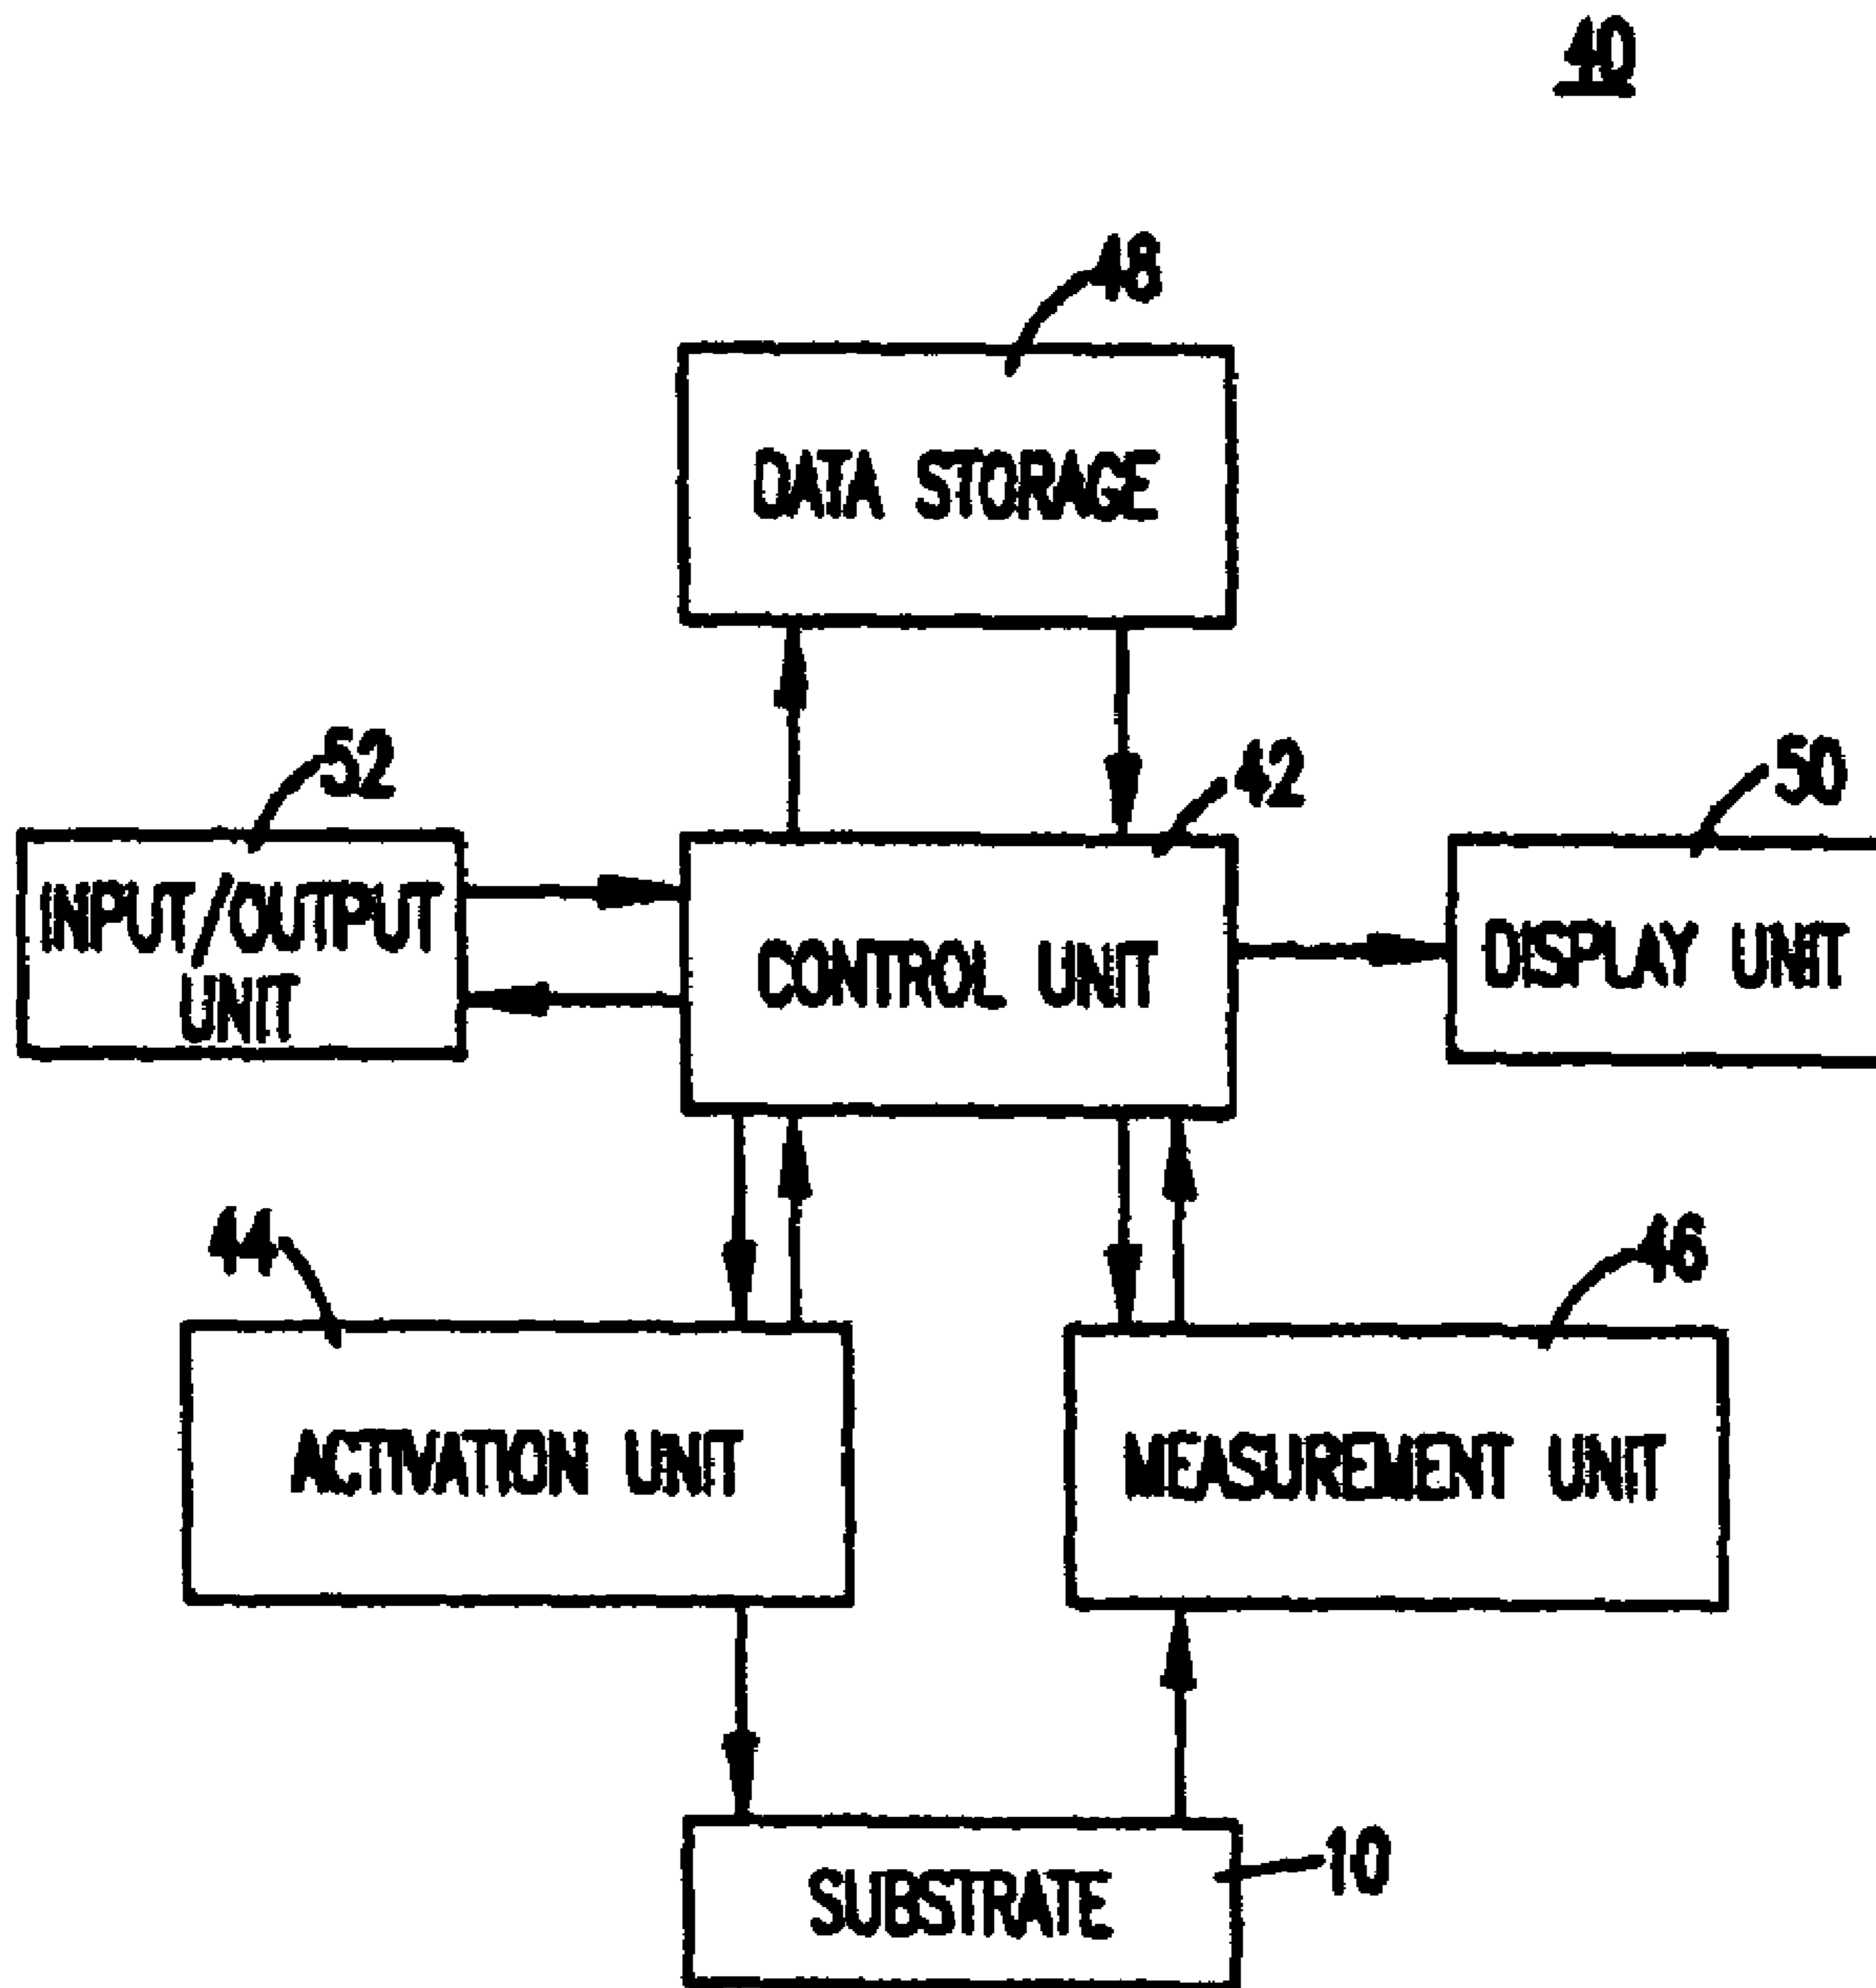 40
48
DATA STORAGE
52
42
50
INPUT/OUTPUT
UNIT
CONTROL UNIT
DISPLAY UNIT
44
46
ACTIVATION UNIT
MEASUREMENT UNIT
SUBSTRATE
10